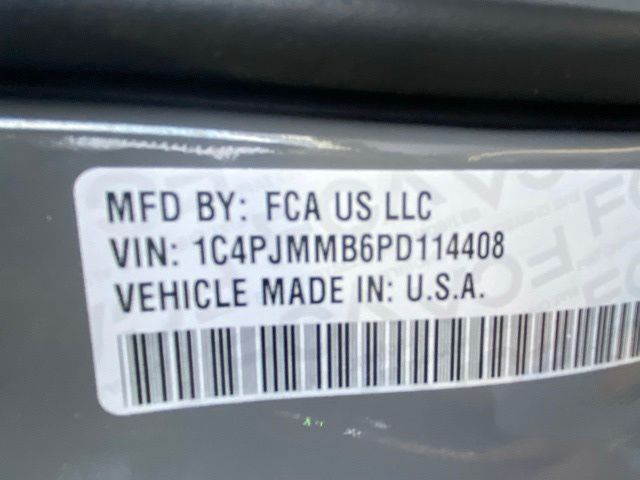 MFD BY: FCA US LLC
VIN: 1C4PJMMB6PD114408
VEHICLE MADE IN: U.S.A.